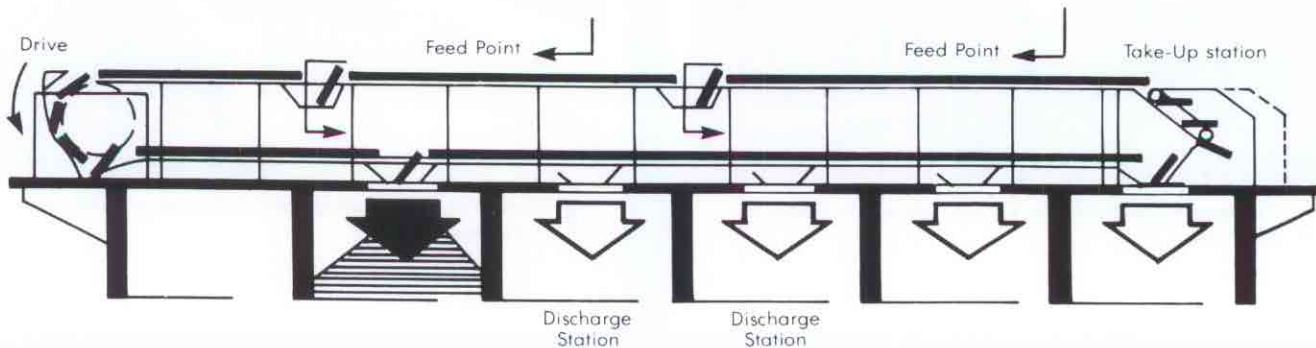 Drive
Feed Point
Feed Point
Take-Up station
Discharge
Station
Discharge
Station